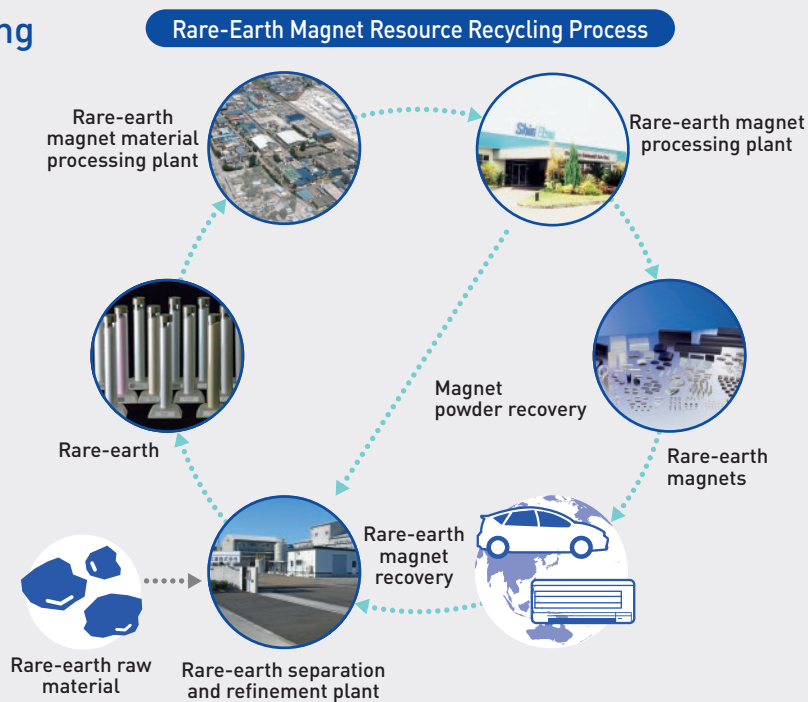 ng
Rare-Earth Magnet Resource Recycling Process
Rare-earth
magnet material
processing plant
Rare-earth magnet
processing plant
Rare-earth
Magnet
powder recovery
Rare-earth
magnets
Rare-earth
magnet
recovery
Rare-earth raw
material
Rare-earth separation
and refinement plant